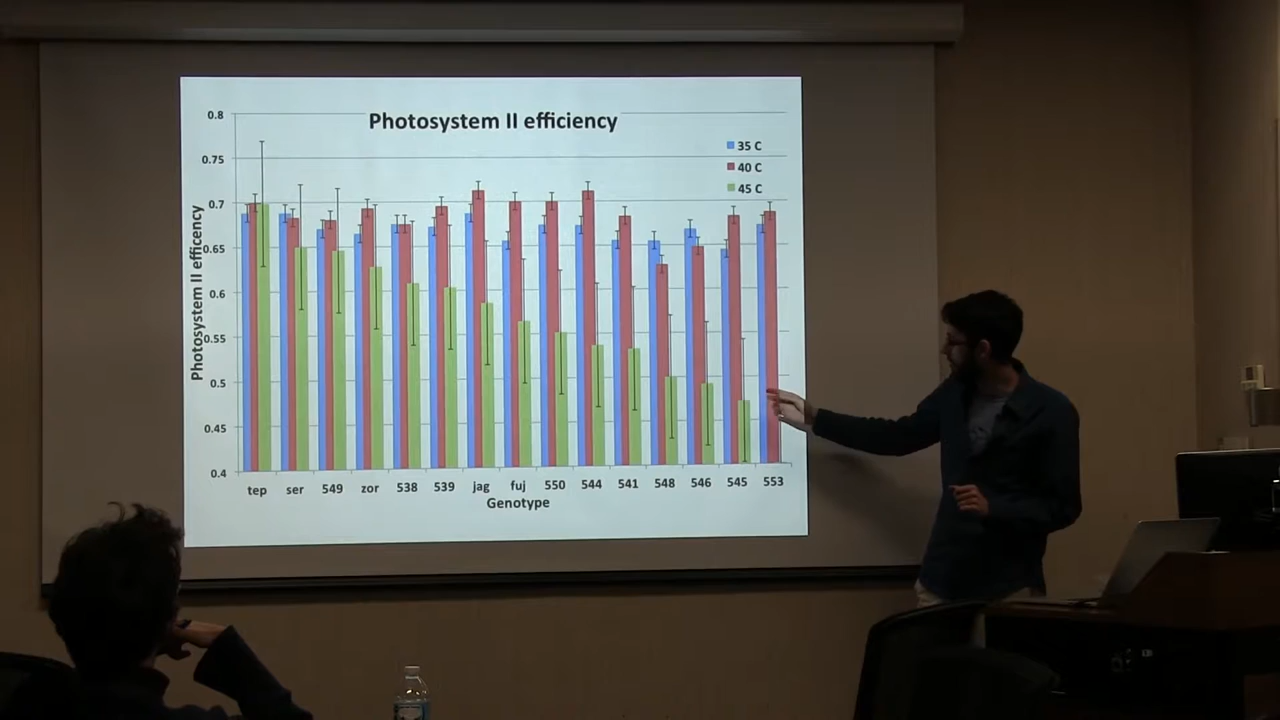 Photosystem II efficiency
35 C
40 C
45 C
0.8
0.75
0.7
0.65
0.6
0.55
0.5
0.45
0.4
Photosystem II efficency
tep ser 549 zor 538 539 jag fuj 550 544 541 548 546 545 553
Genotype